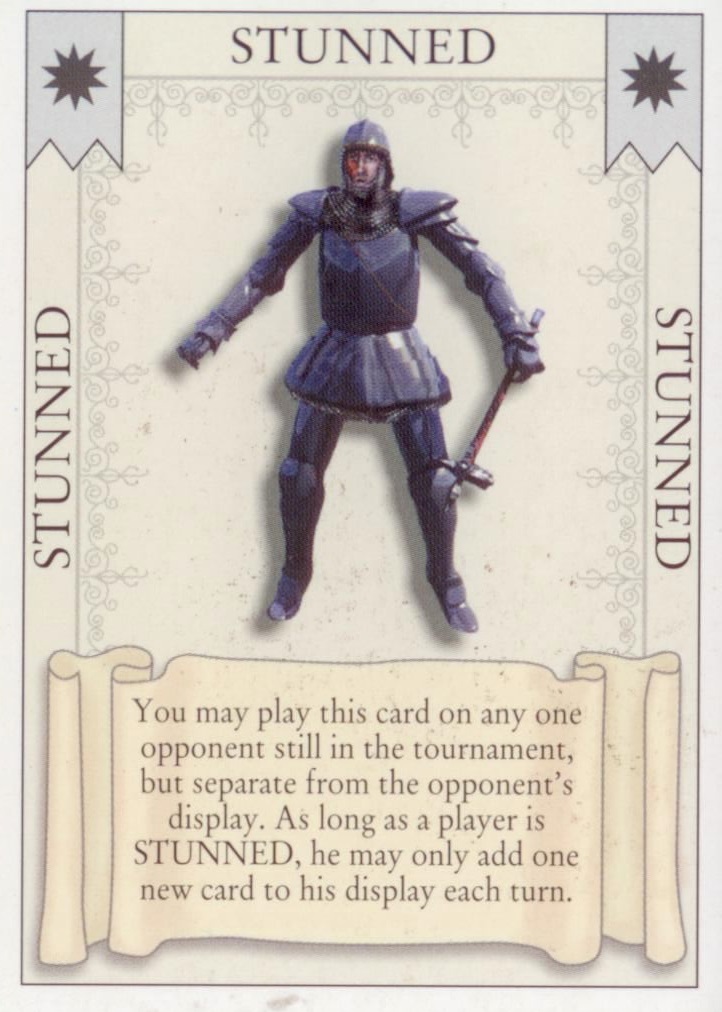 STUNNED
STUNNED
STUNNED
You may play this card on any one
opponent still in the tournament,
but separate from the opponent's
display. As long as a player is
STUNNED, he may only add one
new card to his display each turn.